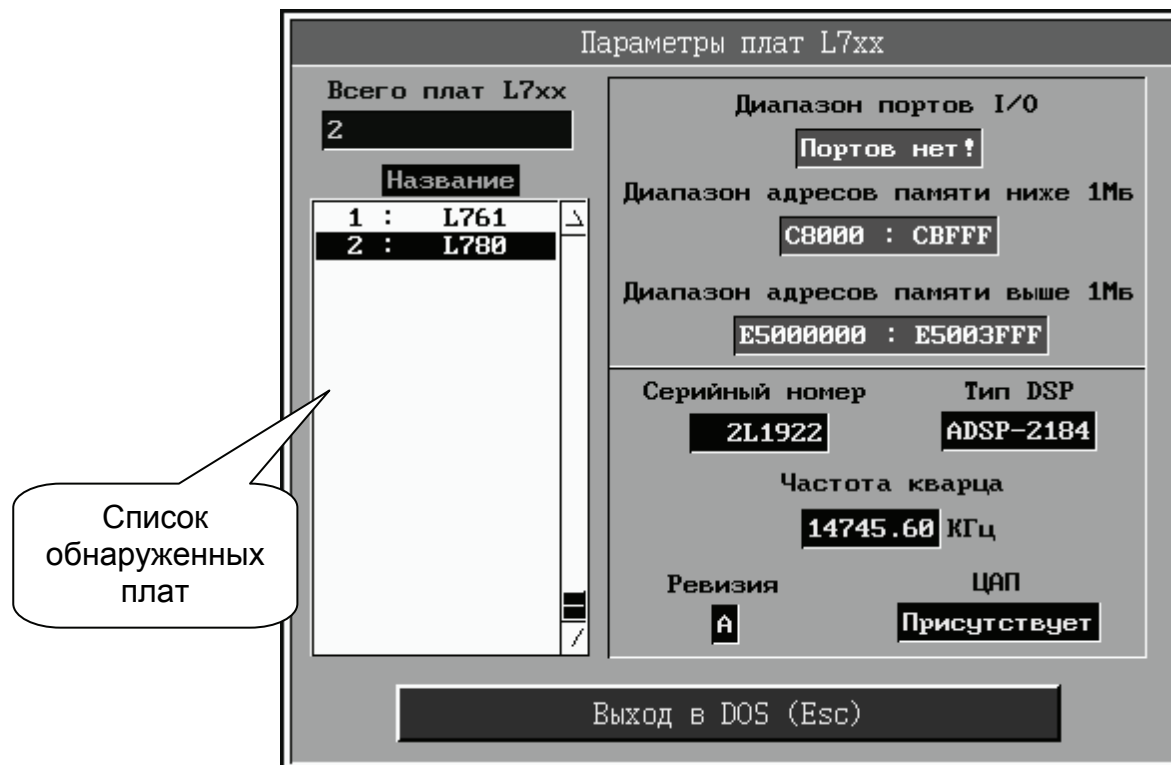 Параметры плат L7xx
Всего плат L7xx
2
Название
1 : L761
2 : L780
Диапазон портов I/O
Портов нет!
Диапазон адресов памяти ниже 1Мб
C8000 : CBFFF
Диапазон адресов памяти выше 1Мб
E5000000 : E5003FFF
Серийный номер
Тип DSP
2L1922
ADSP-2184
Частота кварца
14745.60 КГц
Ревизия
ЦАП
A
Присутствует
Выход в DOS (Esc)
Список
обнаруженных
плат